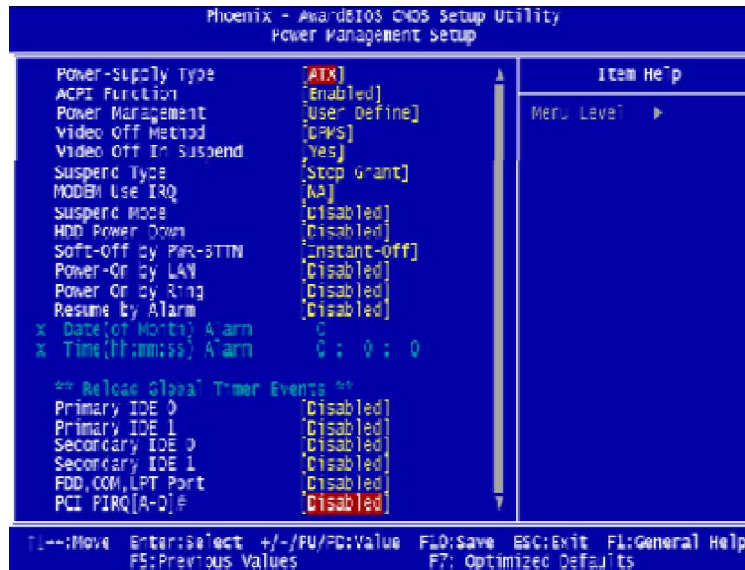 Phoenix - AwardBIOS CMOS Setup Utility
Power Management Setup
Power-Supply Type [ATX]
ACPI Function [Enabled]
Power Management [User Define]
Video Off Method [DPMS]
Video Off In Suspend [Yes]
Suspend Type [Stop Grant]
MODEM Use IRQ [NA]
Suspend Mode [Disabled]
HDD Power Down [Disabled]
Soft-Off by PWR-BTTN [Instant-Off]
Power-On by LAN [Disabled]
Power On by Ring [Disabled]
Resume by Alarm [Disabled]
x Date(of Month) Alarm 0
x Time(hh:mm:ss) Alarm 0 : 0 : 0
** Reload Global Timer Events **
Primary IDE 0 [Disabled]
Primary IDE 1 [Disabled]
Secondary IDE 0 [Disabled]
Secondary IDE 1 [Disabled]
FDD,COM,LPT Port [Disabled]
PCI PIRQ[A-D]# [Disabled]
Item Help
Menu Level ▶
↑↓→←:Move Enter:Select +/-/PU/PD:Value F10:Save ESC:Exit F1:General Help
F5:Previous Values F7: Optimized Defaults